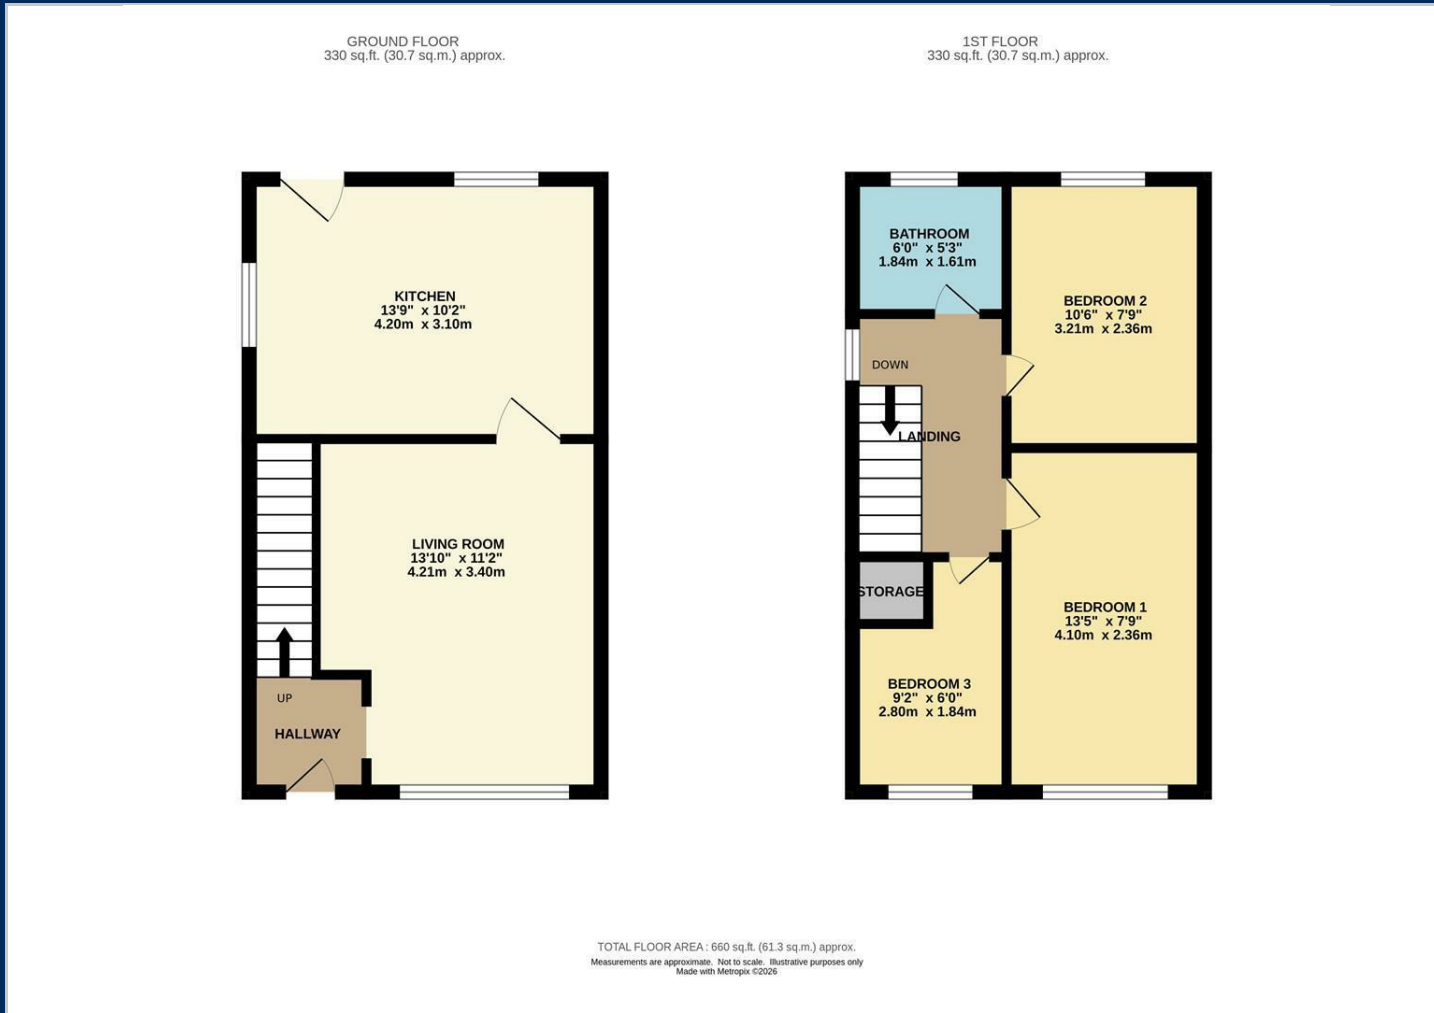 GROUND FLOOR
330 sq.ft. (30.7 sq.m.) approx.
1ST FLOOR
330 sq.ft. (30.7 sq.m.) approx.
KITCHEN
13'9" x 10'2"
4.20m x 3.10m
LIVING ROOM
13'10" x 11'2"
4.21m x 3.40m
UP
HALLWAY
BATHROOM
6'0" x 5'3"
1.84m x 1.61m
BEDROOM 2
10'6" x 7'9"
3.21m x 2.36m
DOWN
LANDING
STORAGE
BEDROOM 1
13'5" x 7'9"
4.10m x 2.36m
BEDROOM 3
9'2" x 6'0"
2.80m x 1.84m
TOTAL FLOOR AREA : 660 sq.ft. (61.3 sq.m.) approx.
Measurements are approximate. Not to scale. Illustrative purposes only
Made with Metropix ©2026